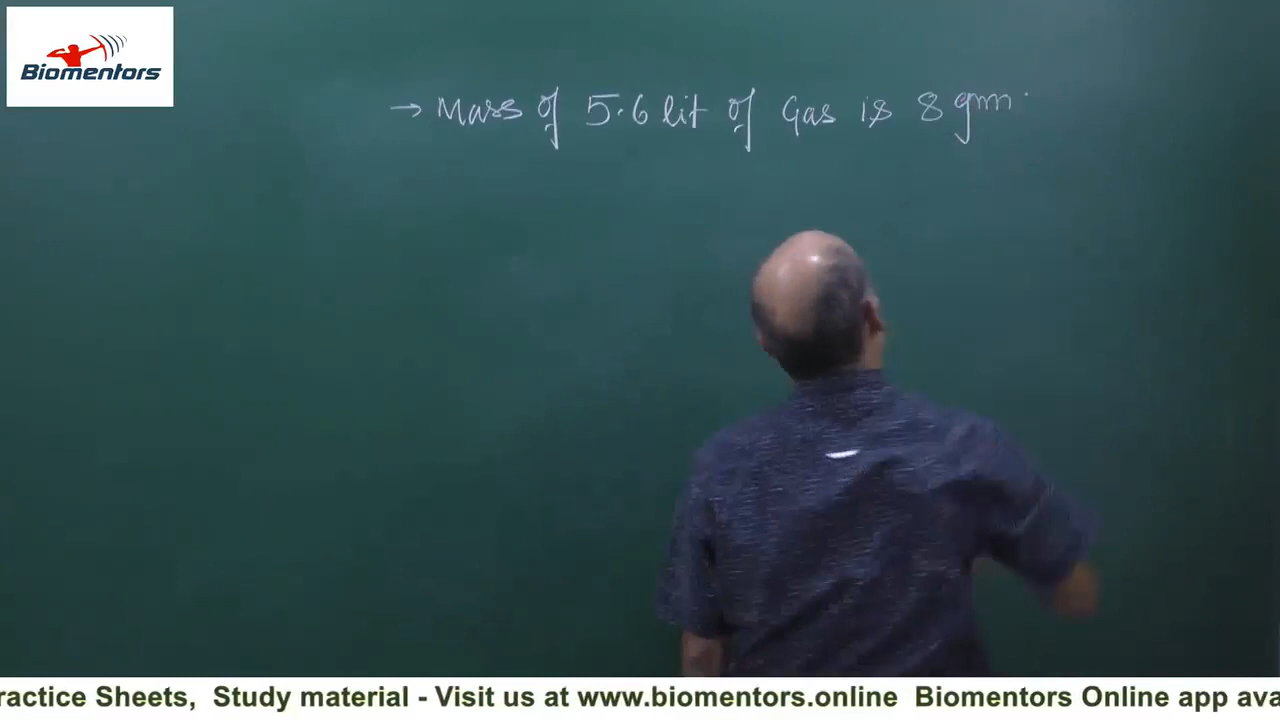 Biomentors
→ Mass of 5.6 lit of Gas is 8 gm.
ractice Sheets, Study material - Visit us at www.biomentors.online Biomentors Online app ava